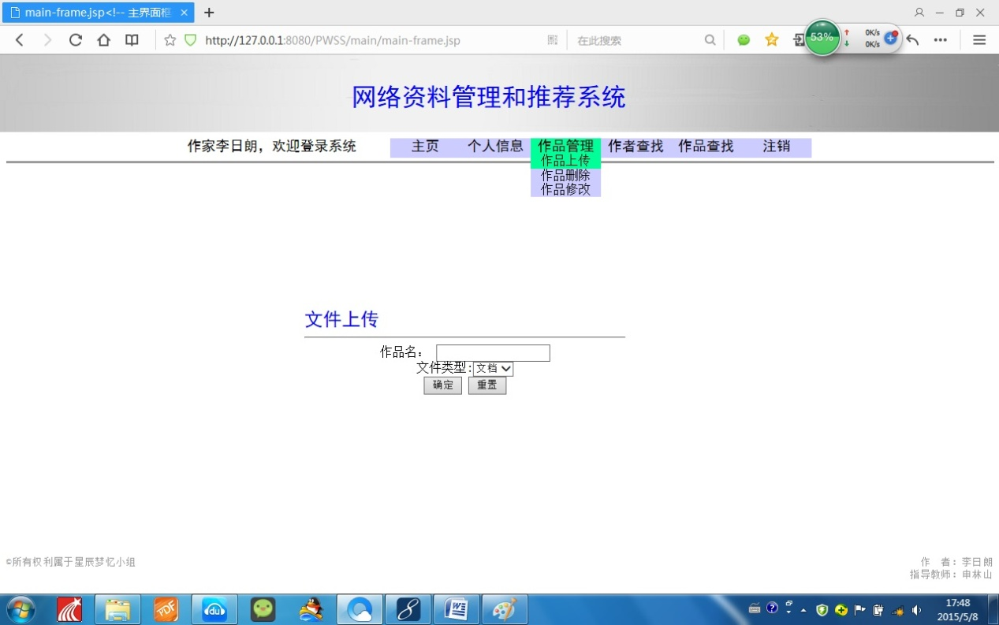 main-frame.jsp<!-- 主界面框
http://127.0.0.1:8080/PWSS/main/main-frame.jsp
在此搜索
53%
0K/s
0K/s
网络资料管理和推荐系统
作家李日朗，欢迎登录系统
主页 个人信息 作品管理 作者查找 作品查找 注销
作品上传
作品删除
作品修改
文件上传
作品名：
文件类型:文档
确定 重置
©所有权利属于星辰梦忆小组
作 者：李日朗
指导教师：申林山
PDF
du
17:48
2015/5/8